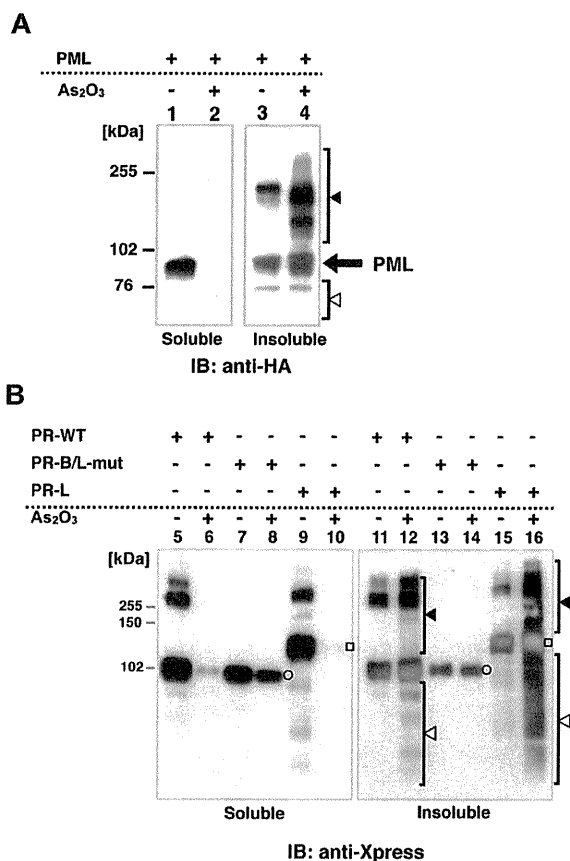 A
PML + + + +
As₂O₃ - + - +
1 2 3 4
[kDa]
255
102
PML
76
Soluble Insoluble
IB: anti-HA
B
PR-WT + + - - - - + + - - - -
PR-B/L-mut - - + + - - - - + + - -
PR-L - - - - + + - - - - + +
As₂O₃ - + - + - + - + - + - +
5 6 7 8 9 10 11 12 13 14 15 16
[kDa]
255
150
102
Soluble Insoluble
IB: anti-Xpress